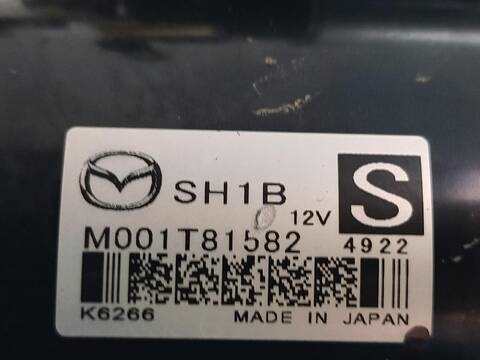 SH1B
12V
S
M001T81582
4922
K6266
MADE IN JAPAN